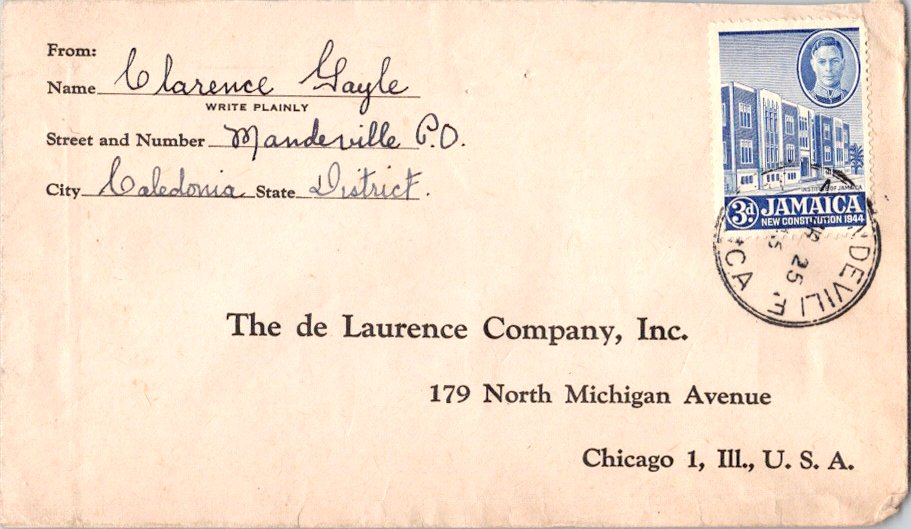 From:
Name Clarence Gayle
WRITE PLAINLY
Street and Number Mandeville P.O.
City Caledonia State District.
INSTITUTE OF JAMAICA
3d JAMAICA
NEW CONSTITUTION 1944
25
The de Laurence Company, Inc.
179 North Michigan Avenue
Chicago 1, Ill., U. S. A.